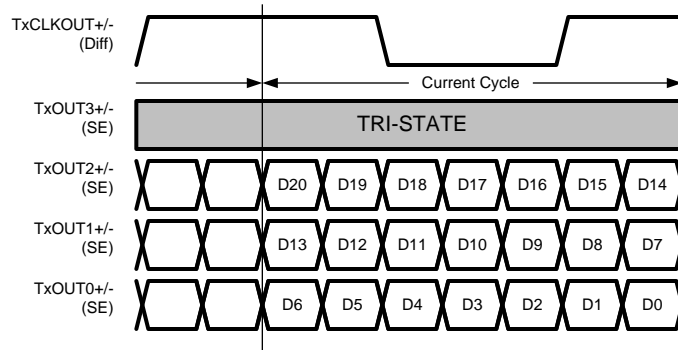 TxCLKOUT+/-
(Diff)
Current Cycle
TxOUT3+/-
(SE)
TRI-STATE
TxOUT2+/-
(SE)
D20 D19 D18 D17 D16 D15 D14
TxOUT1+/-
(SE)
D13 D12 D11 D10 D9 D8 D7
TxOUT0+/-
(SE)
D6 D5 D4 D3 D2 D1 D0